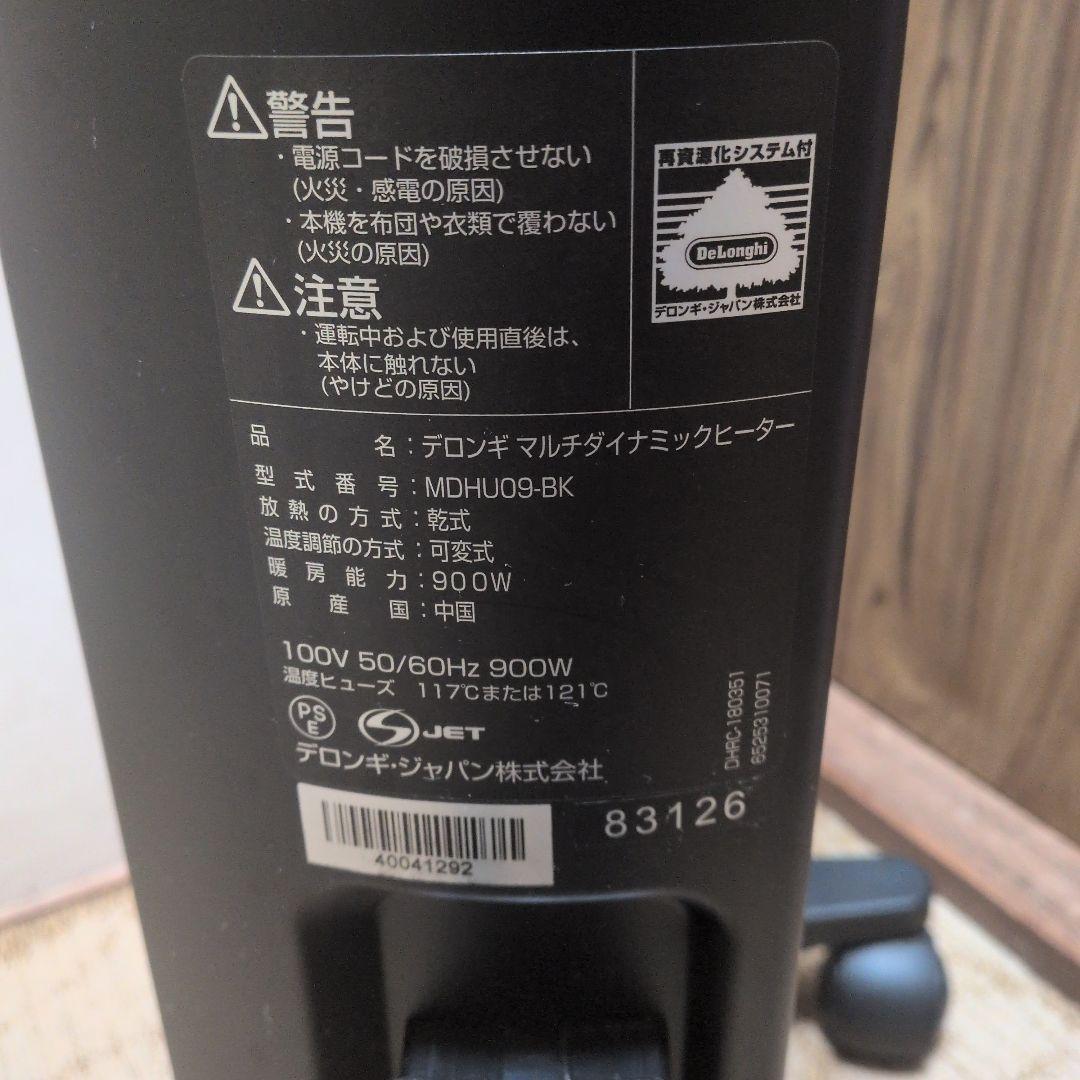 警告
・電源コードを破損させない
(火災・感電の原因)
・本機を布団や衣類で覆わない
(火災の原因)
注意
・運転中および使用直後は、
本体に触れない
(やけどの原因)
再資源化システム付
DeLonghi
デロンギ・ジャパン株式会社
品名：デロンギ マルチダイナミックヒーター
型式番号：MDHU09-BK
放熱の方式：乾式
温度調節の方式：可変式
暖房能力：900W
原産国：中国
100V 50/60Hz 900W
温度ヒューズ 117℃または121℃
PSE JET
デロンギ・ジャパン株式会社
DHRC-180351
6525310071
40041292
83126